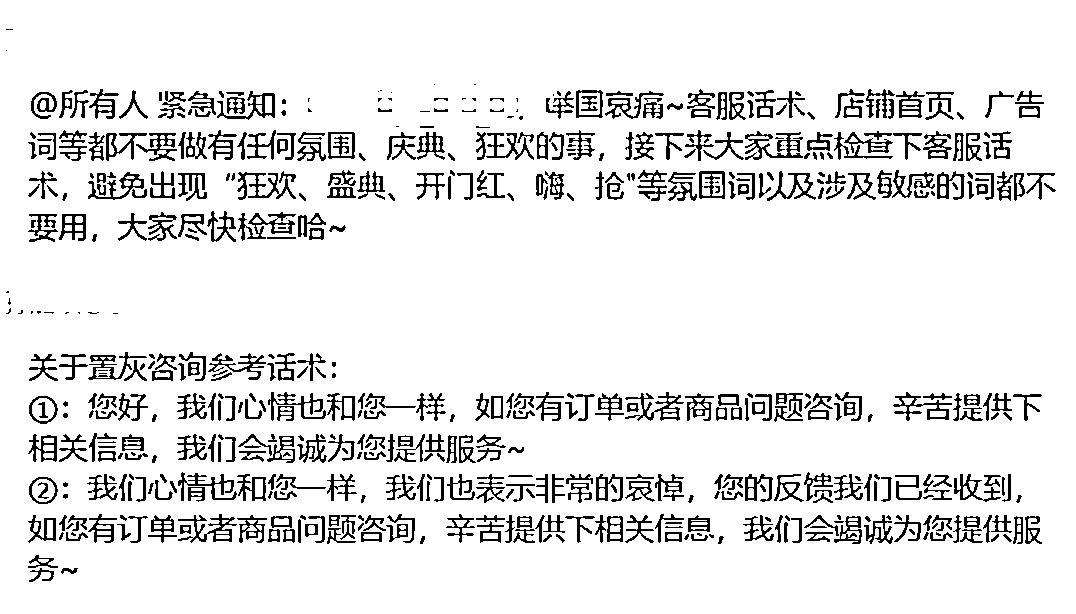 @所有人 紧急通知： 举国哀痛~客服话术、店铺首页、广告
词等都不要做有任何氛围、庆典、狂欢的事，接下来大家重点检查下客服话
术，避免出现“狂欢、盛典、开门红、嗨、抢"等氛围词以及涉及敏感的词都不
要用，大家尽快检查哈~
关于置灰咨询参考话术：
①：您好，我们心情也和您一样，如您有订单或者商品问题咨询，辛苦提供下
相关信息，我们会竭诚为您提供服务~
②：我们心情也和您一样，我们也表示非常的哀悼，您的反馈我们已经收到，
如您有订单或者商品问题咨询，辛苦提供下相关信息，我们会竭诚为您提供服
务~